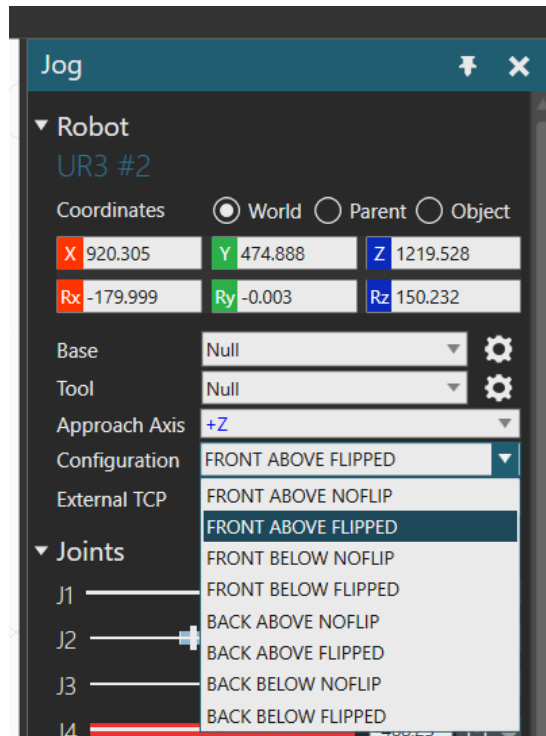 Jog
Robot
UR3 #2
Coordinates World Parent Object
X 920.305 Y 474.888 Z 1219.528
Rx -179.999 Ry -0.003 Rz 150.232
Base Null
Tool Null
Approach Axis +Z
Configuration FRONT ABOVE FLIPPED
External TCP FRONT ABOVE NOFLIP
FRONT ABOVE FLIPPED
Joints FRONT BELOW NOFLIP
FRONT BELOW FLIPPED
J1 BACK ABOVE NOFLIP
J2 BACK ABOVE FLIPPED
J3 BACK BELOW NOFLIP
J4 BACK BELOW FLIPPED